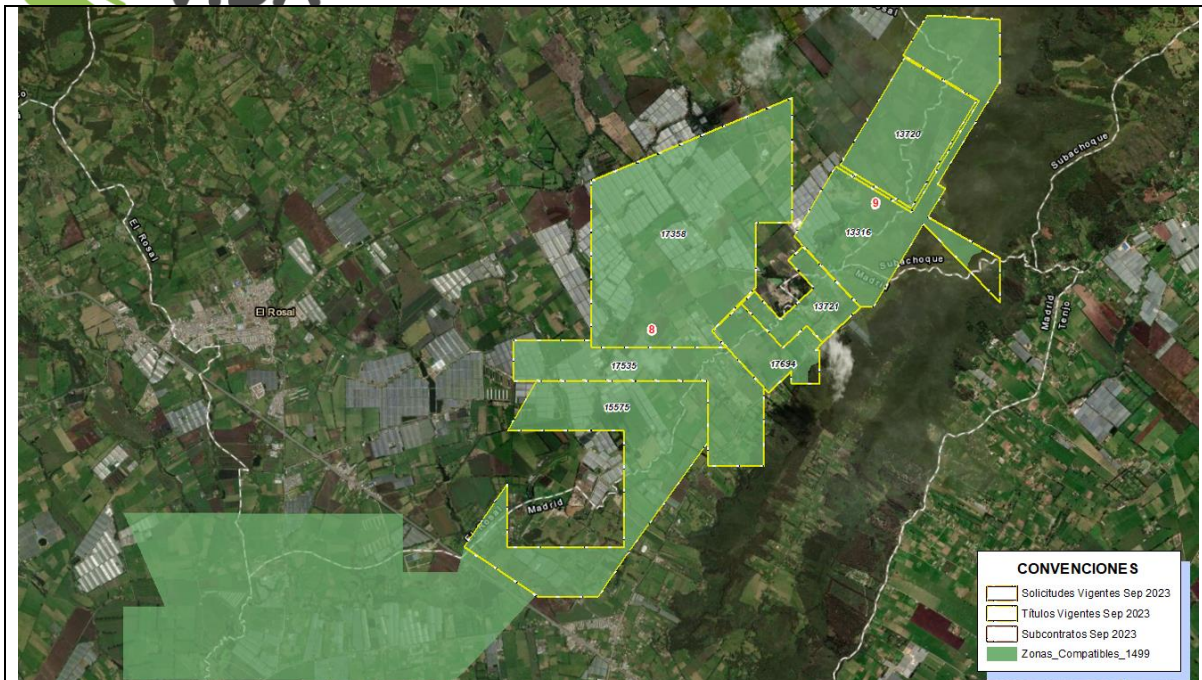 13720
Subachoque
9
13316
17358
El Rosal
Subachoque
Madrid
13721
El Rosal
8
Madrid
Tenjo
17535
17694
15575
Madrid
Rosal
CONVENCIONES
Solicitudes Vigentes Sep 2023
Títulos Vigentes Sep 2023
Subcontratos Sep 2023
Zonas_Compatibles_1499